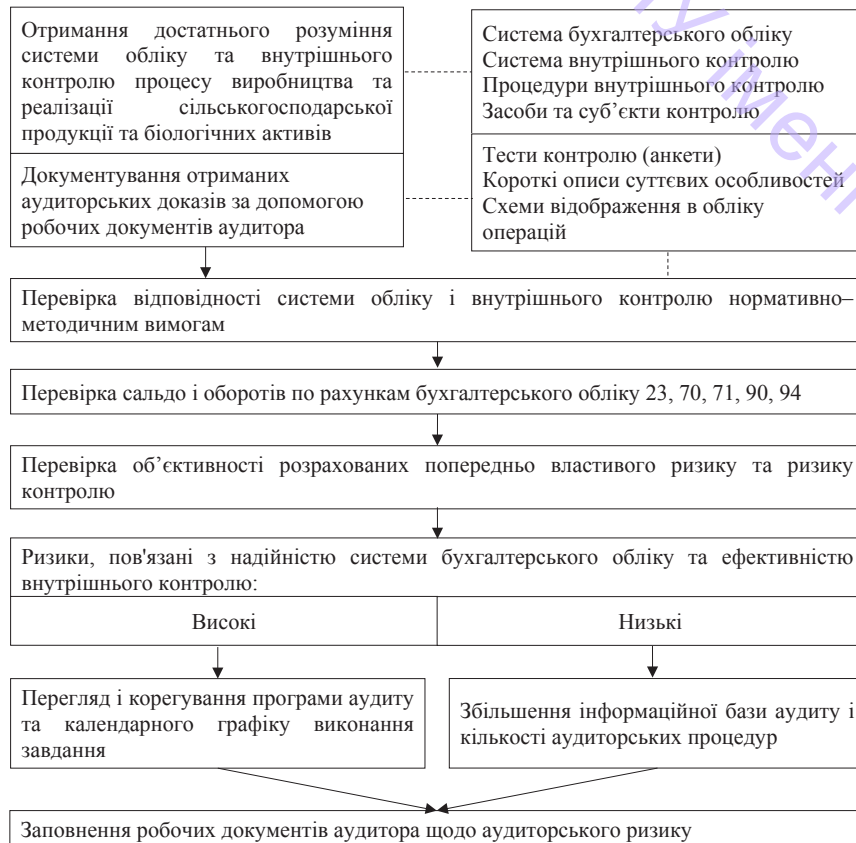 Отримання достатнього розуміння
системи обліку та внутрішнього
контролю процесу виробництва та
реалізації сільськогосподарської
продукції та біологічних активів
Документування отриманих
аудиторських доказів за допомогою
робочих документів аудитора
Система бухгалтерського обліку
Система внутрішнього контролю
Процедури внутрішнього контролю
Засоби та суб’єкти контролю
Тести контролю (анкети)
Короткі описи суттєвих особливостей
Схеми відображення в обліку
операцій
Перевірка відповідності системи обліку і внутрішнього контролю нормативно–
методичним вимогам
Перевірка сальдо і оборотів по рахункам бухгалтерського обліку 23, 70, 71, 90, 94
Перевірка об’єктивності розрахованих попередньо властивого ризику та ризику
контролю
Ризики, пов'язані з надійністю системи бухгалтерського обліку та ефективністю
внутрішнього контролю:
Високі
Низькі
Перегляд і корегування програми аудиту
та календарного графіку виконання
завдання
Збільшення інформаційної бази аудиту і
кількості аудиторських процедур
Заповнення робочих документів аудитора щодо аудиторського ризику